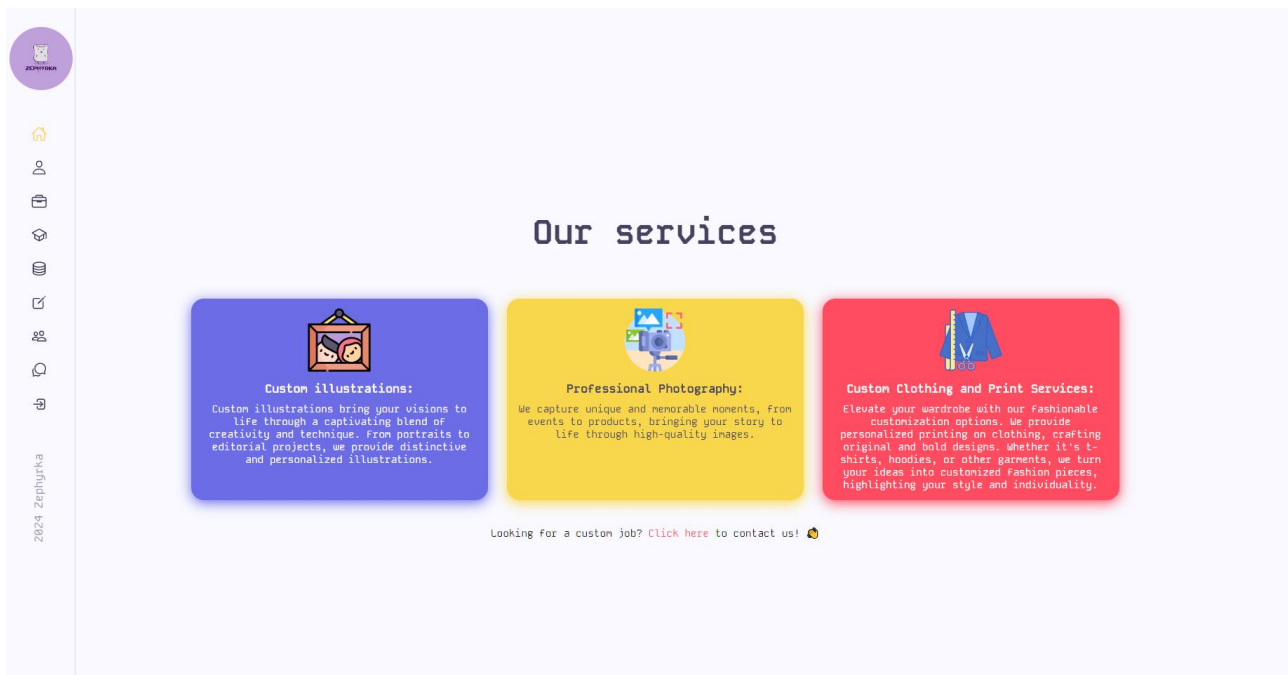 ZEPHYRKA
Our services
Custom illustrations:
Custom illustrations bring your visions to
life through a captivating blend of
creativity and technique. From portraits to
editorial projects, we provide distinctive
and personalized illustrations.
Professional Photography:
We capture unique and memorable moments, from
events to products, bringing your story to
life through high-quality images.
Custom Clothing and Print Services:
Elevate your wardrobe with our fashionable
customization options. We provide
personalized printing on clothing, crafting
original and bold designs. Whether it's t-
shirts, hoodies, or other garments, we turn
your ideas into customized fashion pieces,
highlighting your style and individuality.
Looking for a custom job? Click here to contact us! 👏
2024 Zephyrka